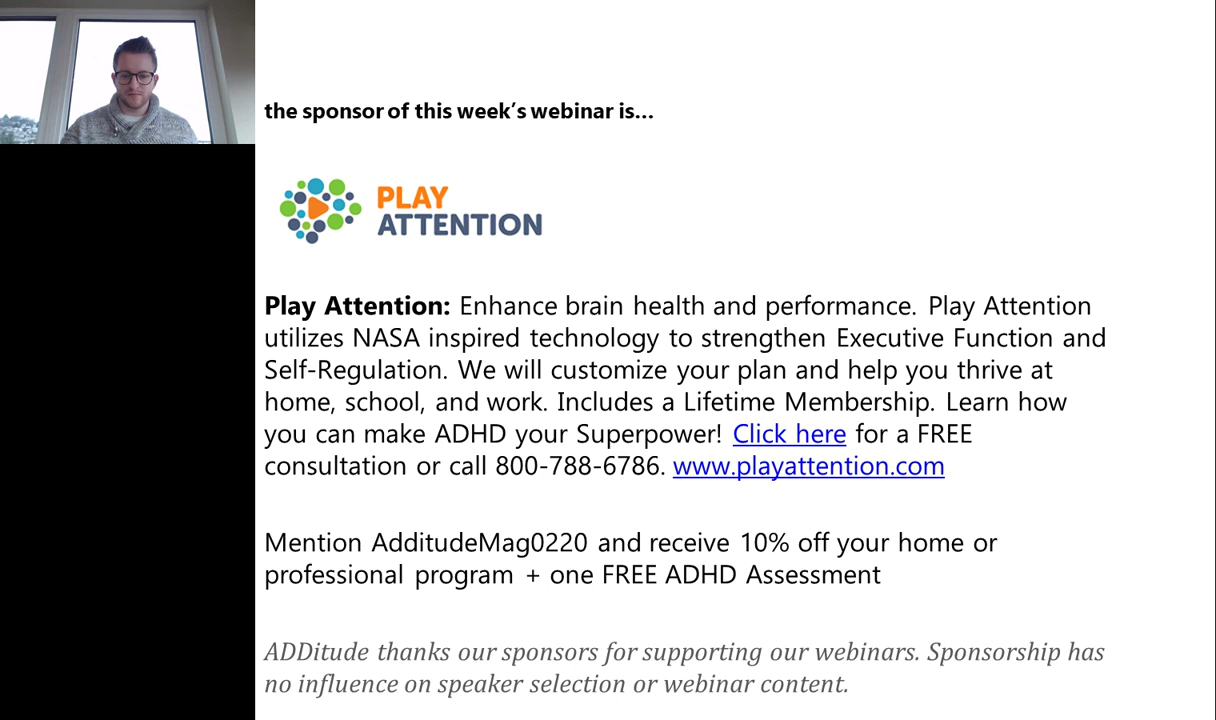 the sponsor of this week's webinar is...
PLAY
ATTENTION
Play Attention: Enhance brain health and performance. Play Attention
utilizes NASA inspired technology to strengthen Executive Function and
Self-Regulation. We will customize your plan and help you thrive at
home, school, and work. Includes a Lifetime Membership. Learn how
you can make ADHD your Superpower! Click here for a FREE
consultation or call 800-788-6786. www.playattention.com
Mention AdditudeMag0220 and receive 10% off your home or
professional program + one FREE ADHD Assessment
ADDitude thanks our sponsors for supporting our webinars. Sponsorship has
no influence on speaker selection or webinar content.